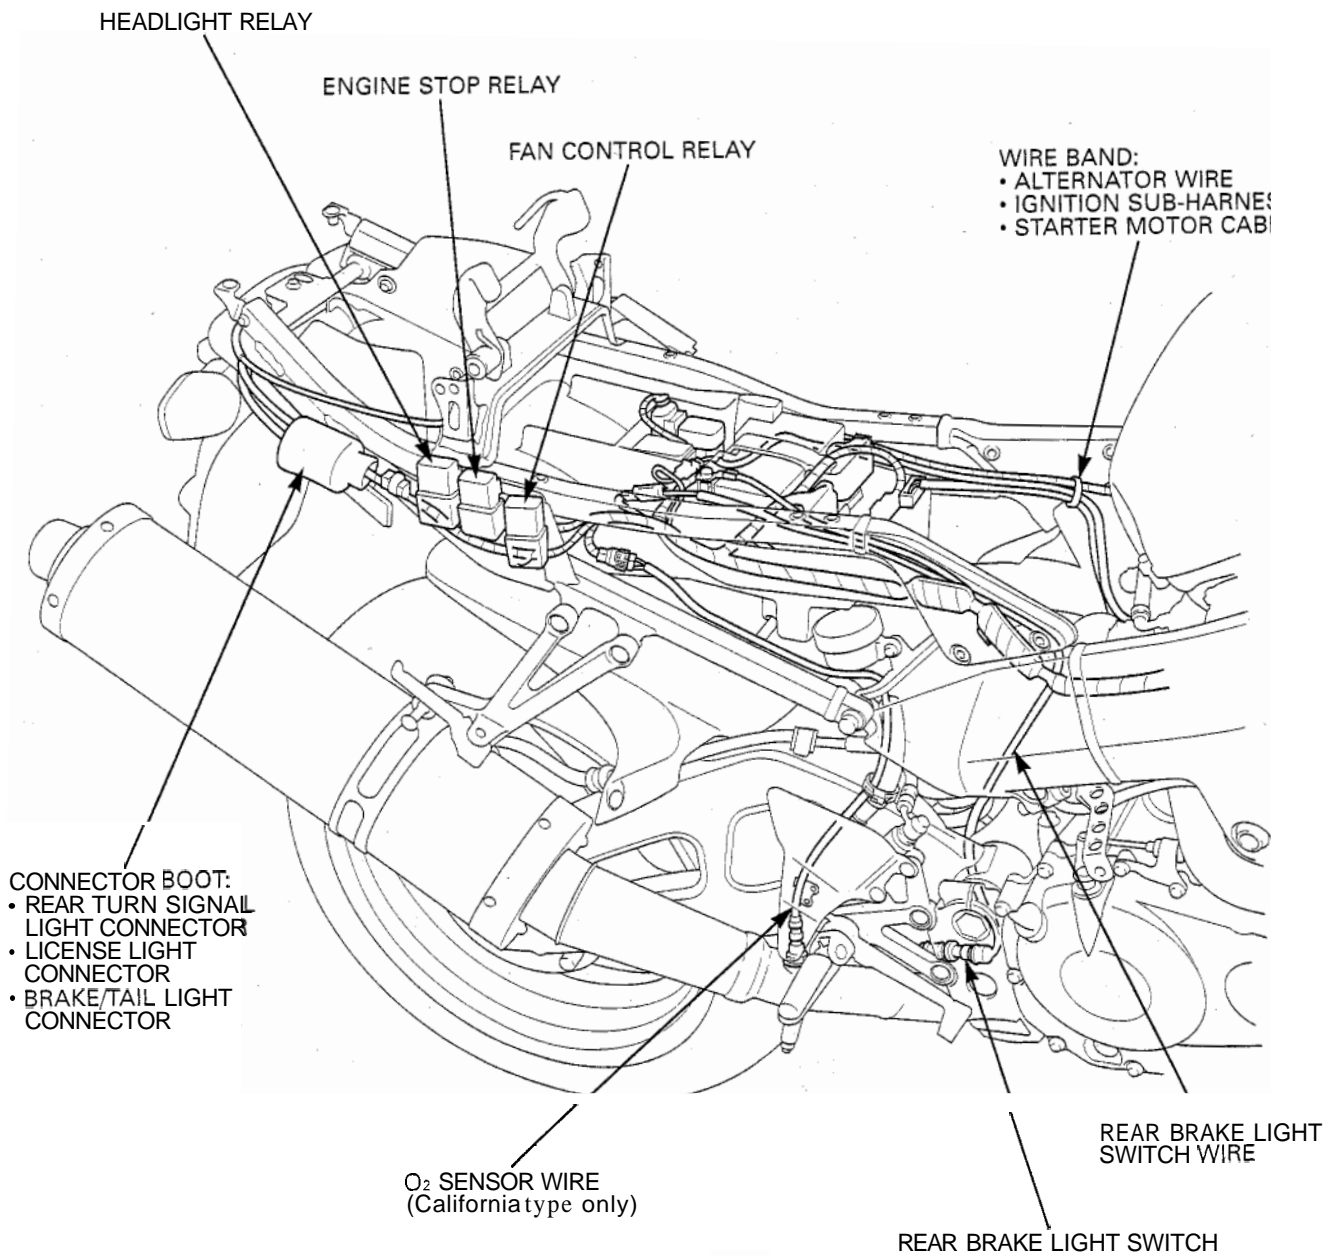 HEADLIGHT RELAY
ENGINE STOP RELAY
FAN CONTROL RELAY
WIRE BAND:
• ALTERNATOR WIRE
• IGNITION SUB-HARNES
• STARTER MOTOR CAB
CONNECTOR BOOT:
• REAR TURN SIGNAL
LIGHT CONNECTOR
• LICENSE LIGHT
CONNECTOR
• BRAKE/TAIL LIGHT
CONNECTOR
O₂ SENSOR WIRE
(California type only)
REAR BRAKE LIGHT
SWITCH WIRE
REAR BRAKE LIGHT SWITCH